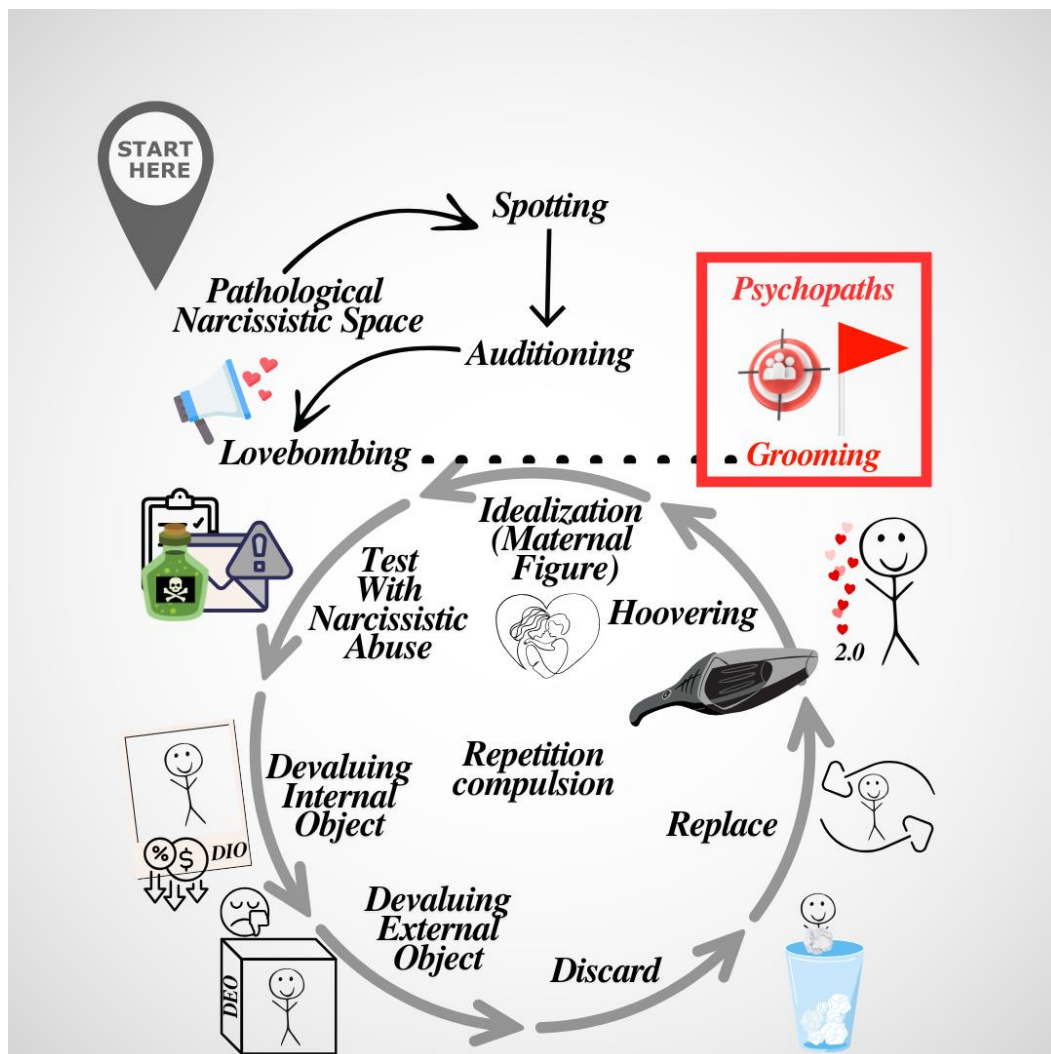 START
HERE
Spotting
Pathological
Narcissistic Space
Auditioning
Psychopaths
Grooming
Lovebombing
Idealization
(Maternal
Figure)
Test
With
Narcissistic
Abuse
Hoovering
2.0
Repetition
compulsion
Devaluing
Internal
Object
% $
DIO
Replace
Devaluing
External
Object
DEO
Discard